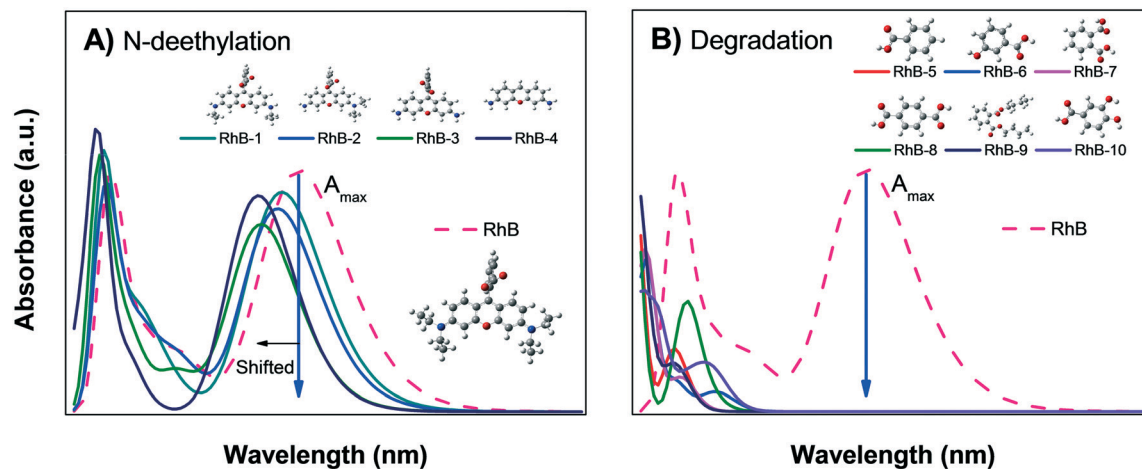 A) N-deethylation
RhB-1 RhB-2 RhB-3 RhB-4
A max
RhB
Shifted
Absorbance (a.u.)
Wavelength (nm)
B) Degradation
RhB-5 RhB-6 RhB-7
RhB-8 RhB-9 RhB-10
A max
RhB
Wavelength (nm)